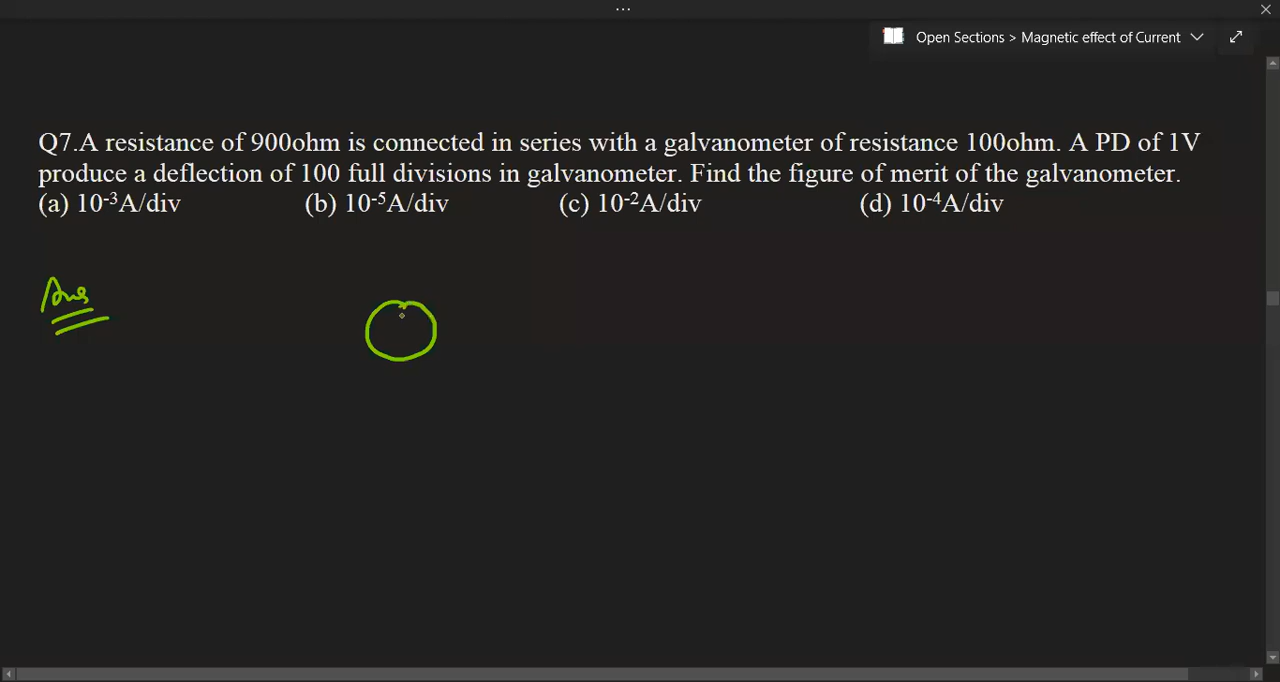 Open Sections > Magnetic effect of Current
Q7.A resistance of 900ohm is connected in series with a galvanometer of resistance 100ohm. A PD of 1V
produce a deflection of 100 full divisions in galvanometer. Find the figure of merit of the galvanometer.
(a) 10⁻³A/div (b) 10⁻⁵A/div (c) 10⁻²A/div (d) 10⁻⁴A/div
Ans